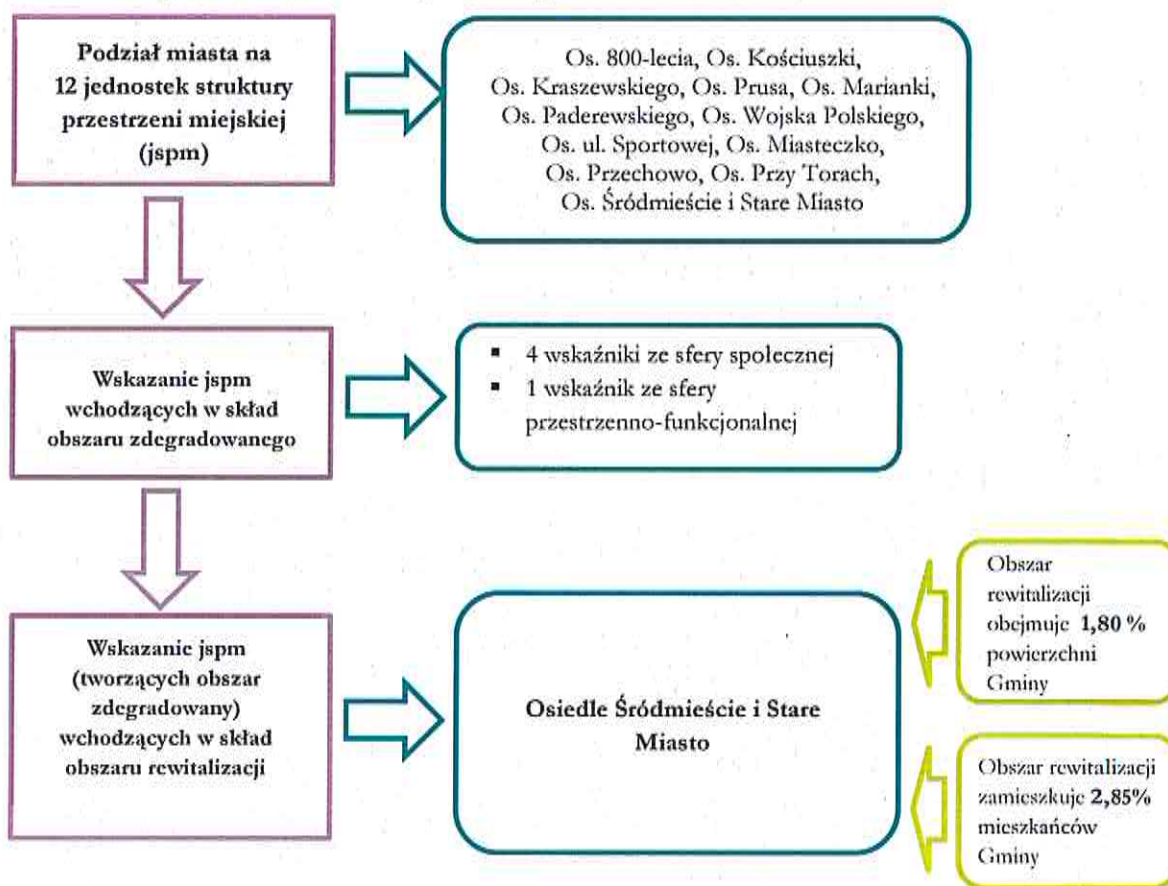 Podział miasta na
12 jednostek struktury
przestrzeni miejskiej
(jspm)
Os. 800-lecia, Os. Kościuszki,
Os. Kraszewskiego, Os. Prusa, Os. Marianki,
Os. Paderewskiego, Os. Wojska Polskiego,
Os. ul. Sportowej, Os. Miasteczko,
Os. Przechowo, Os. Przy Torach,
Os. Śródmieście i Stare Miasto
Wskazanie jspm
wchodzących w skład
obszaru zdegradowanego
▪ 4 wskaźniki ze sfery społecznej
▪ 1 wskaźnik ze sfery
przestrzenno-funkcjonalnej
Wskazanie jspm
(tworzących obszar
zdegradowany)
wchodzących w skład
obszaru rewitalizacji
Osiedle Śródmieście i Stare
Miasto
Obszar
rewitalizacji
obejmuje 1,80 %
powierzchni
Gminy
Obszar rewitalizacji
zamieszkuje 2,85%
mieszkańców
Gminy